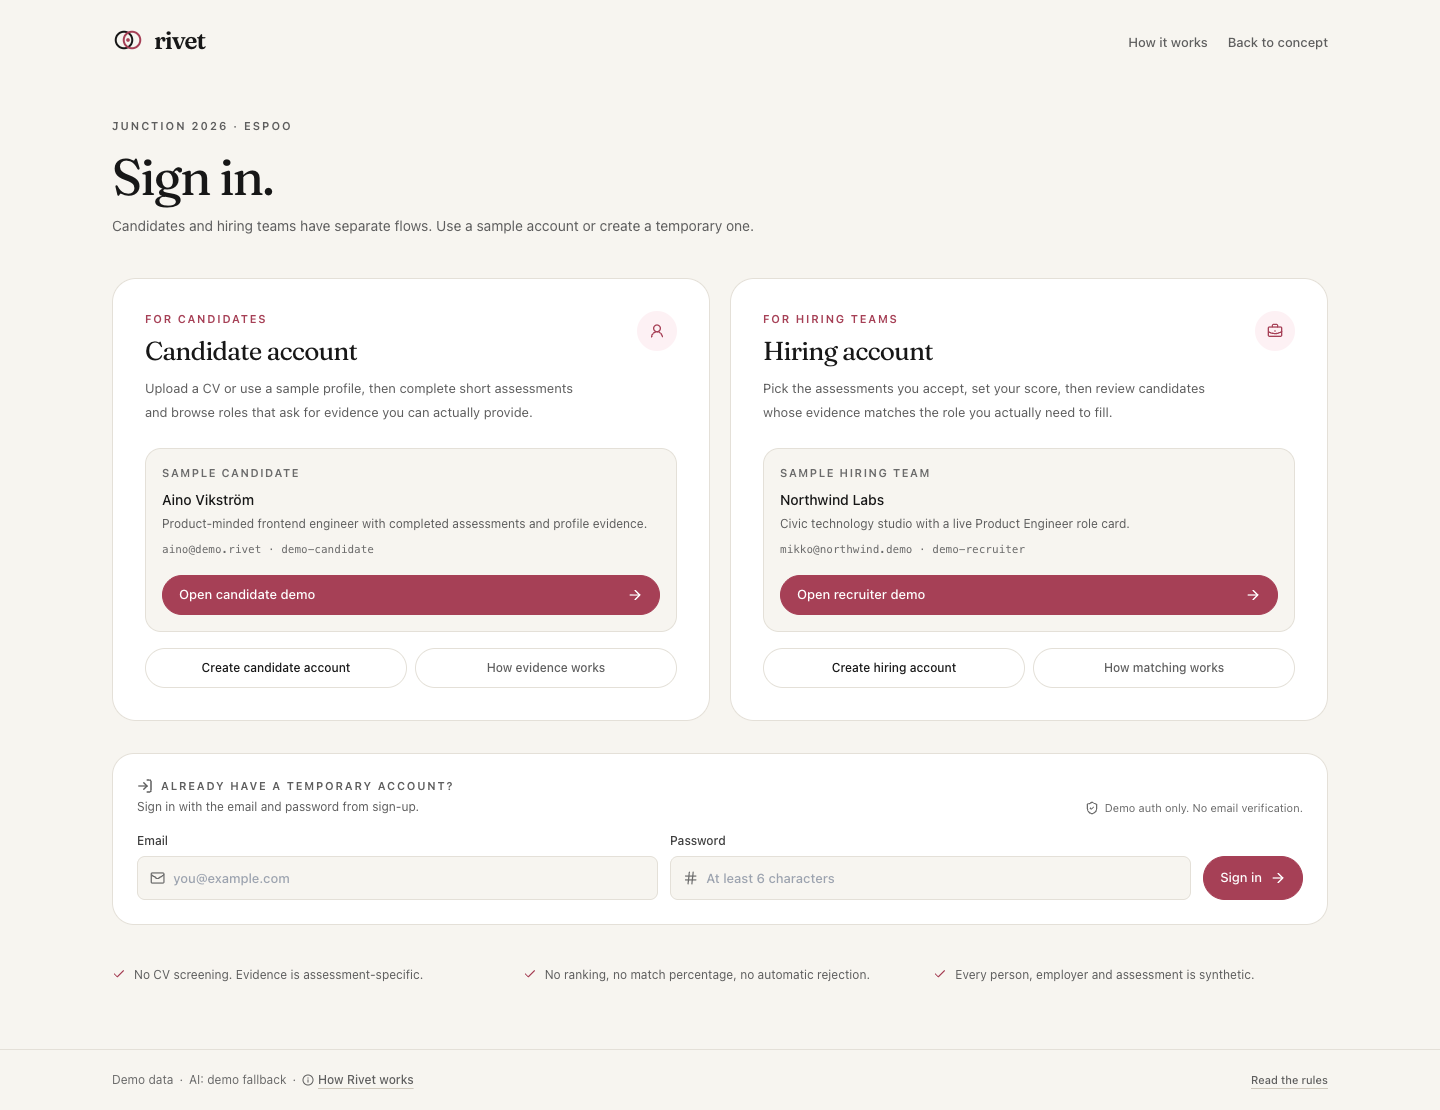 rivet
How it works
Back to concept
JUNCTION 2026 · ESPOO
Sign in.
Candidates and hiring teams have separate flows. Use a sample account or create a temporary one.
FOR CANDIDATES
Candidate account
Upload a CV or use a sample profile, then complete short assessments
and browse roles that ask for evidence you can actually provide.
SAMPLE CANDIDATE
Aino Vikström
Product-minded frontend engineer with completed assessments and profile evidence.
aino@demo.rivet · demo-candidate
Open candidate demo
Create candidate account
How evidence works
FOR HIRING TEAMS
Hiring account
Pick the assessments you accept, set your score, then review candidates
whose evidence matches the role you actually need to fill.
SAMPLE HIRING TEAM
Northwind Labs
Civic technology studio with a live Product Engineer role card.
mikko@northwind.demo · demo-recruiter
Open recruiter demo
Create hiring account
How matching works
ALREADY HAVE A TEMPORARY ACCOUNT?
Sign in with the email and password from sign-up.
Demo auth only. No email verification.
Email
you@example.com
Password
At least 6 characters
Sign in
No CV screening. Evidence is assessment-specific.
No ranking, no match percentage, no automatic rejection.
Every person, employer and assessment is synthetic.
Demo data · AI: demo fallback · How Rivet works
Read the rules